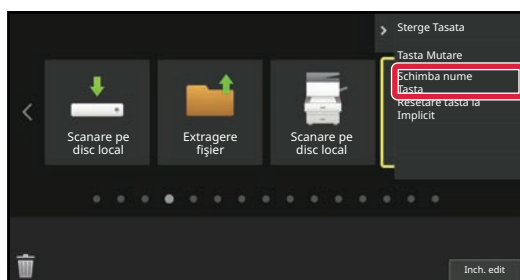 Sterge Tasata
Tasta Mutare
Schimba nume
Tasta
Resetare tasta la
Implicit
Scanare pe
disc local
Extragere
fişier
Scanare pe
disc local
Inch. edit